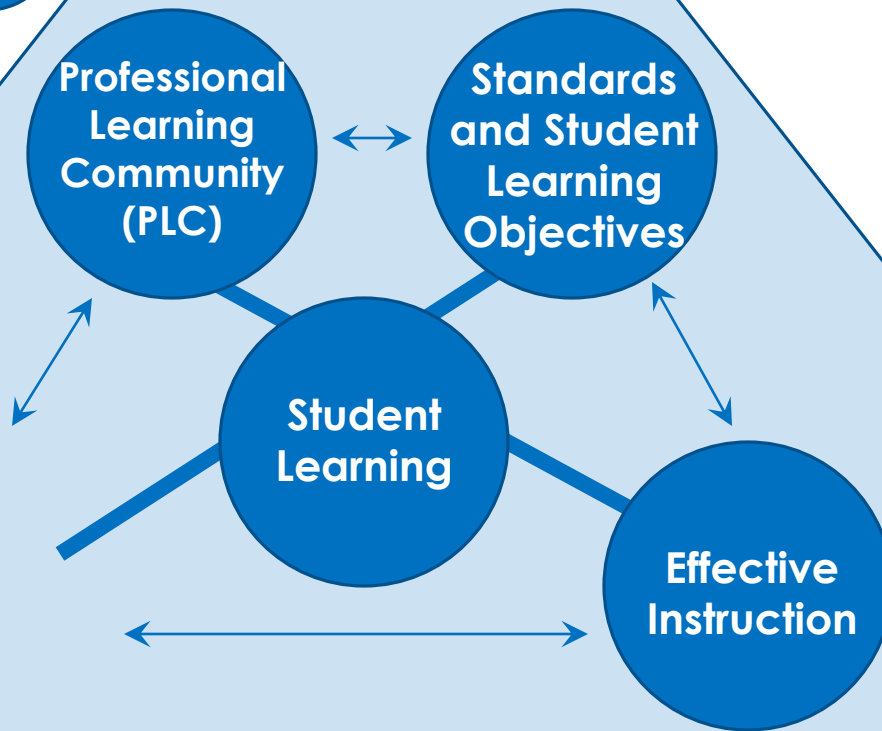 Professional
Learning
Community
(PLC)
Standards
and Student
Learning
Objectives
Student
Learning
Effective
Instruction